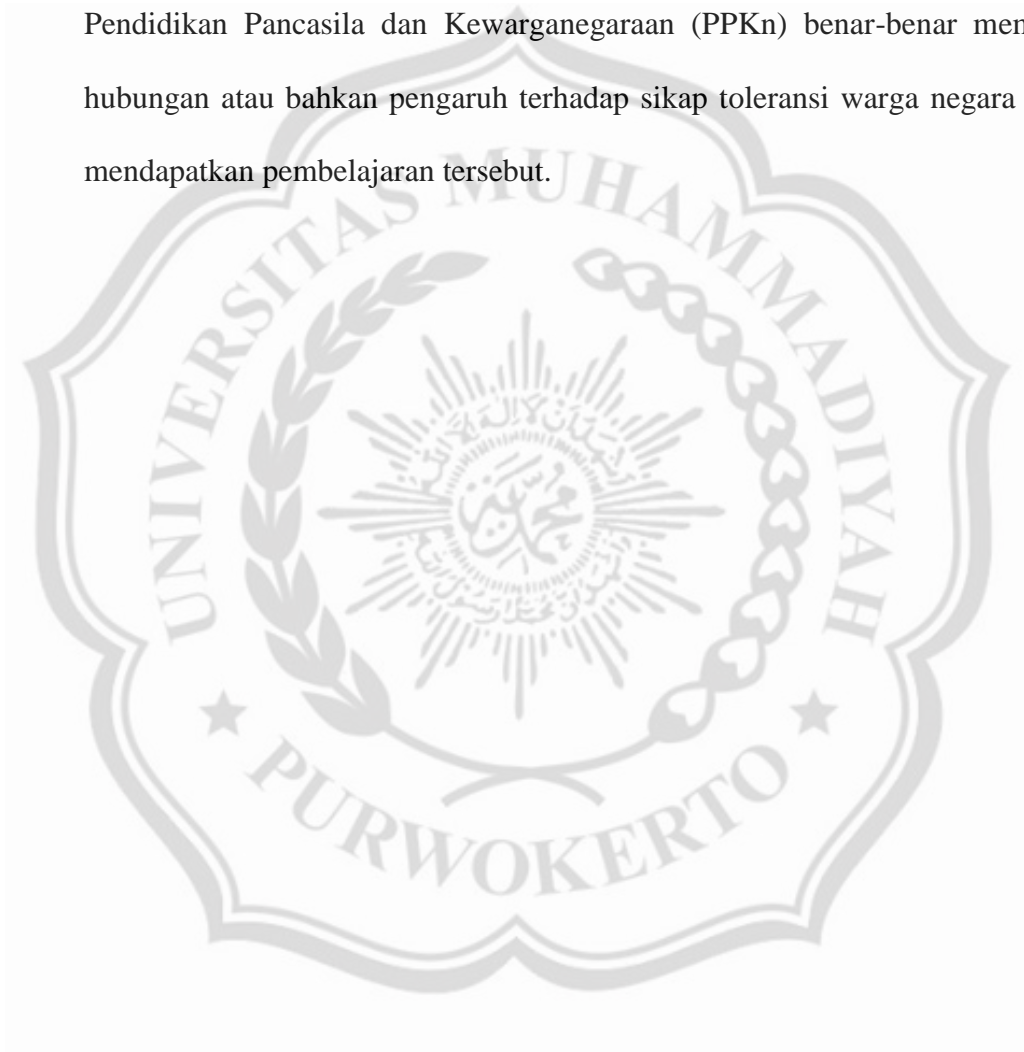 Pendidikan Pancasila dan Kewarganegaraan (PPKn) benar-benar
hubungan atau bahkan pengaruh terhadap sikap toleransi warga negara
mendapatkan pembelajaran tersebut.
UNIVERSITAS MUHAMMADIYAH
PURWOKERTO